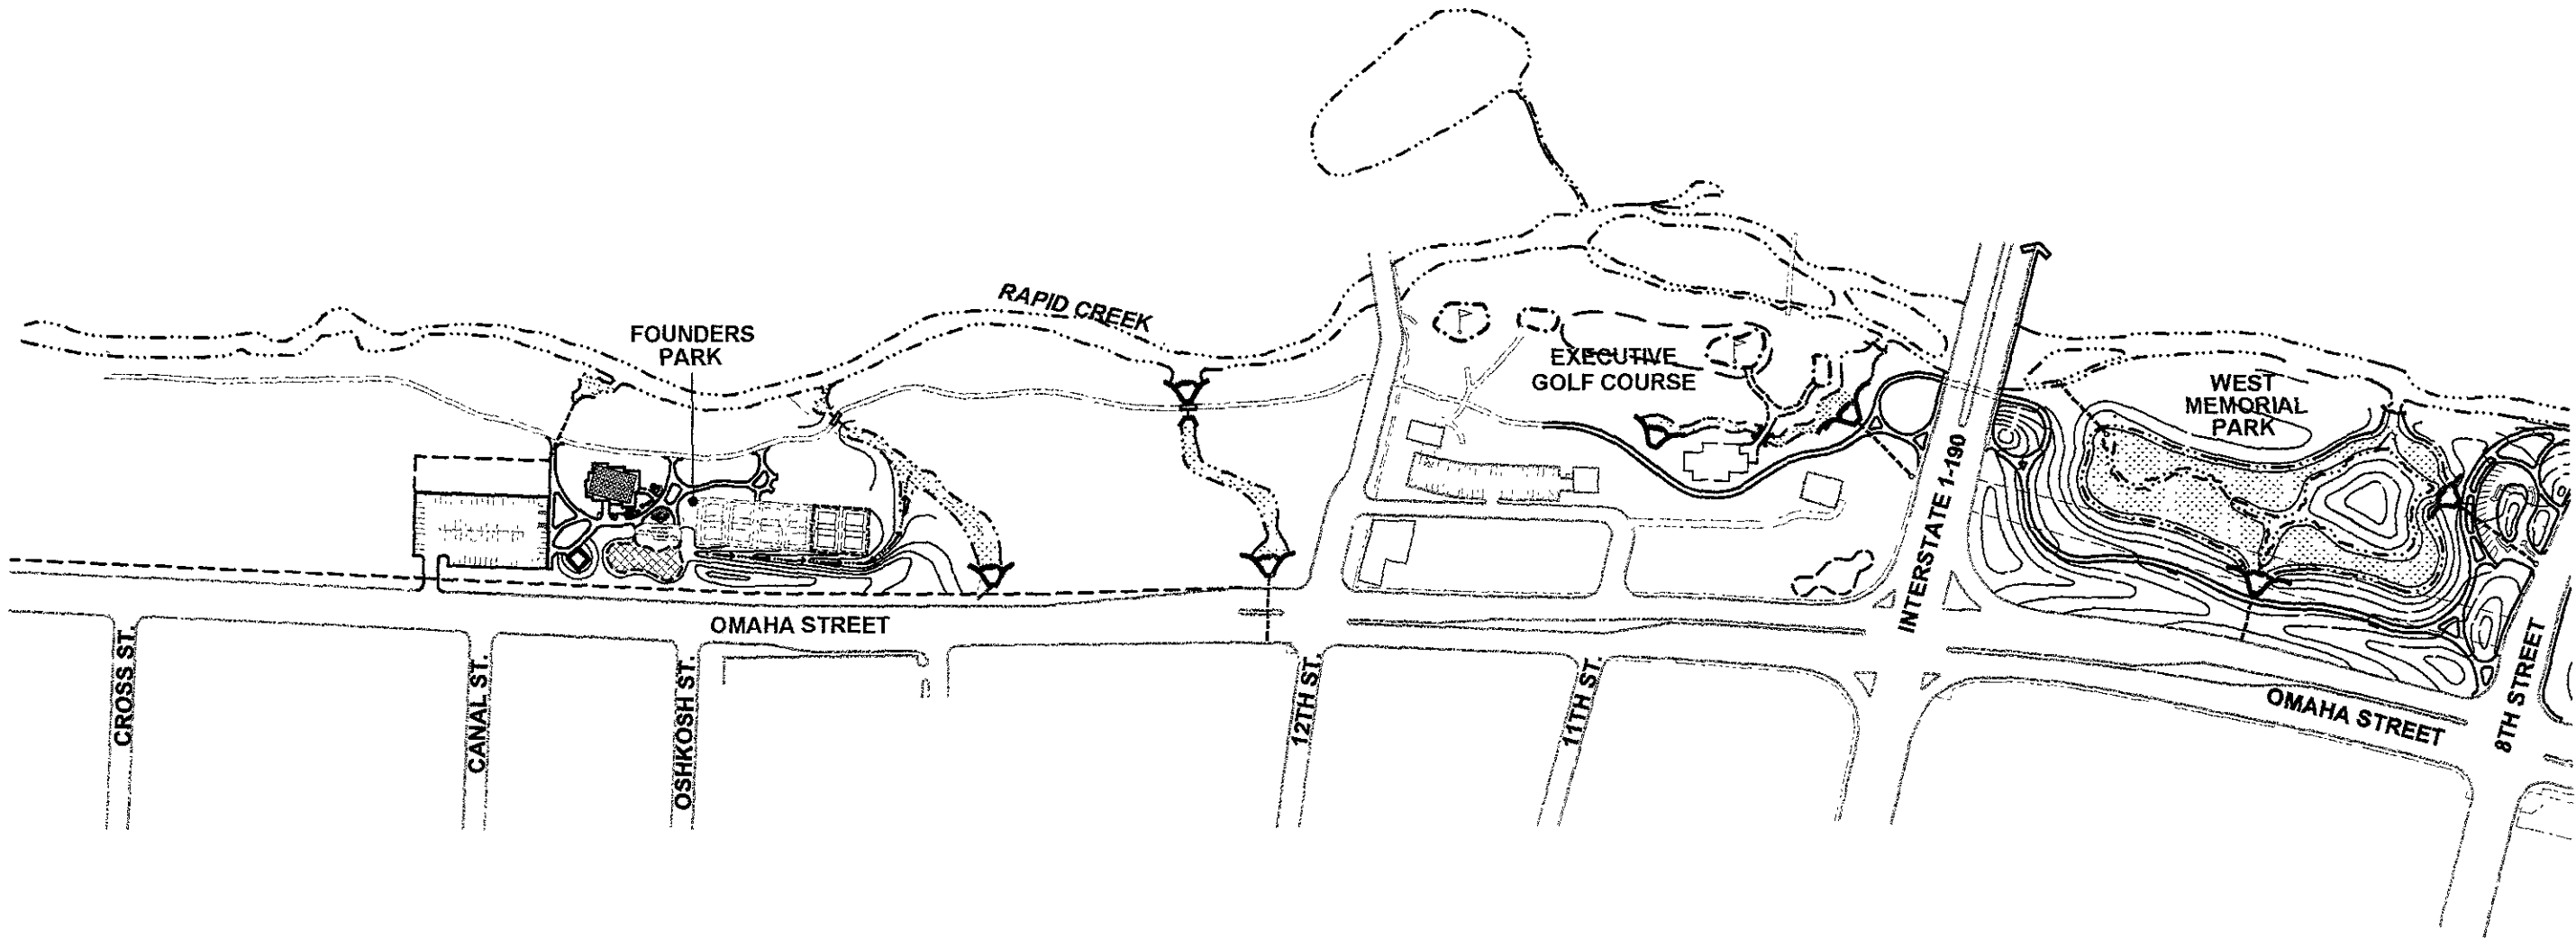 RAPID CREEK
FOUNDERS
PARK
EXECUTIVE
GOLF COURSE
WEST
MEMORIAL
PARK
INTERSTATE 1-190
OMAHA STREET
OMAHA STREET
CROSS ST.
CANAL ST.
OSHKOSH ST.
12TH ST.
11TH ST.
8TH STREET